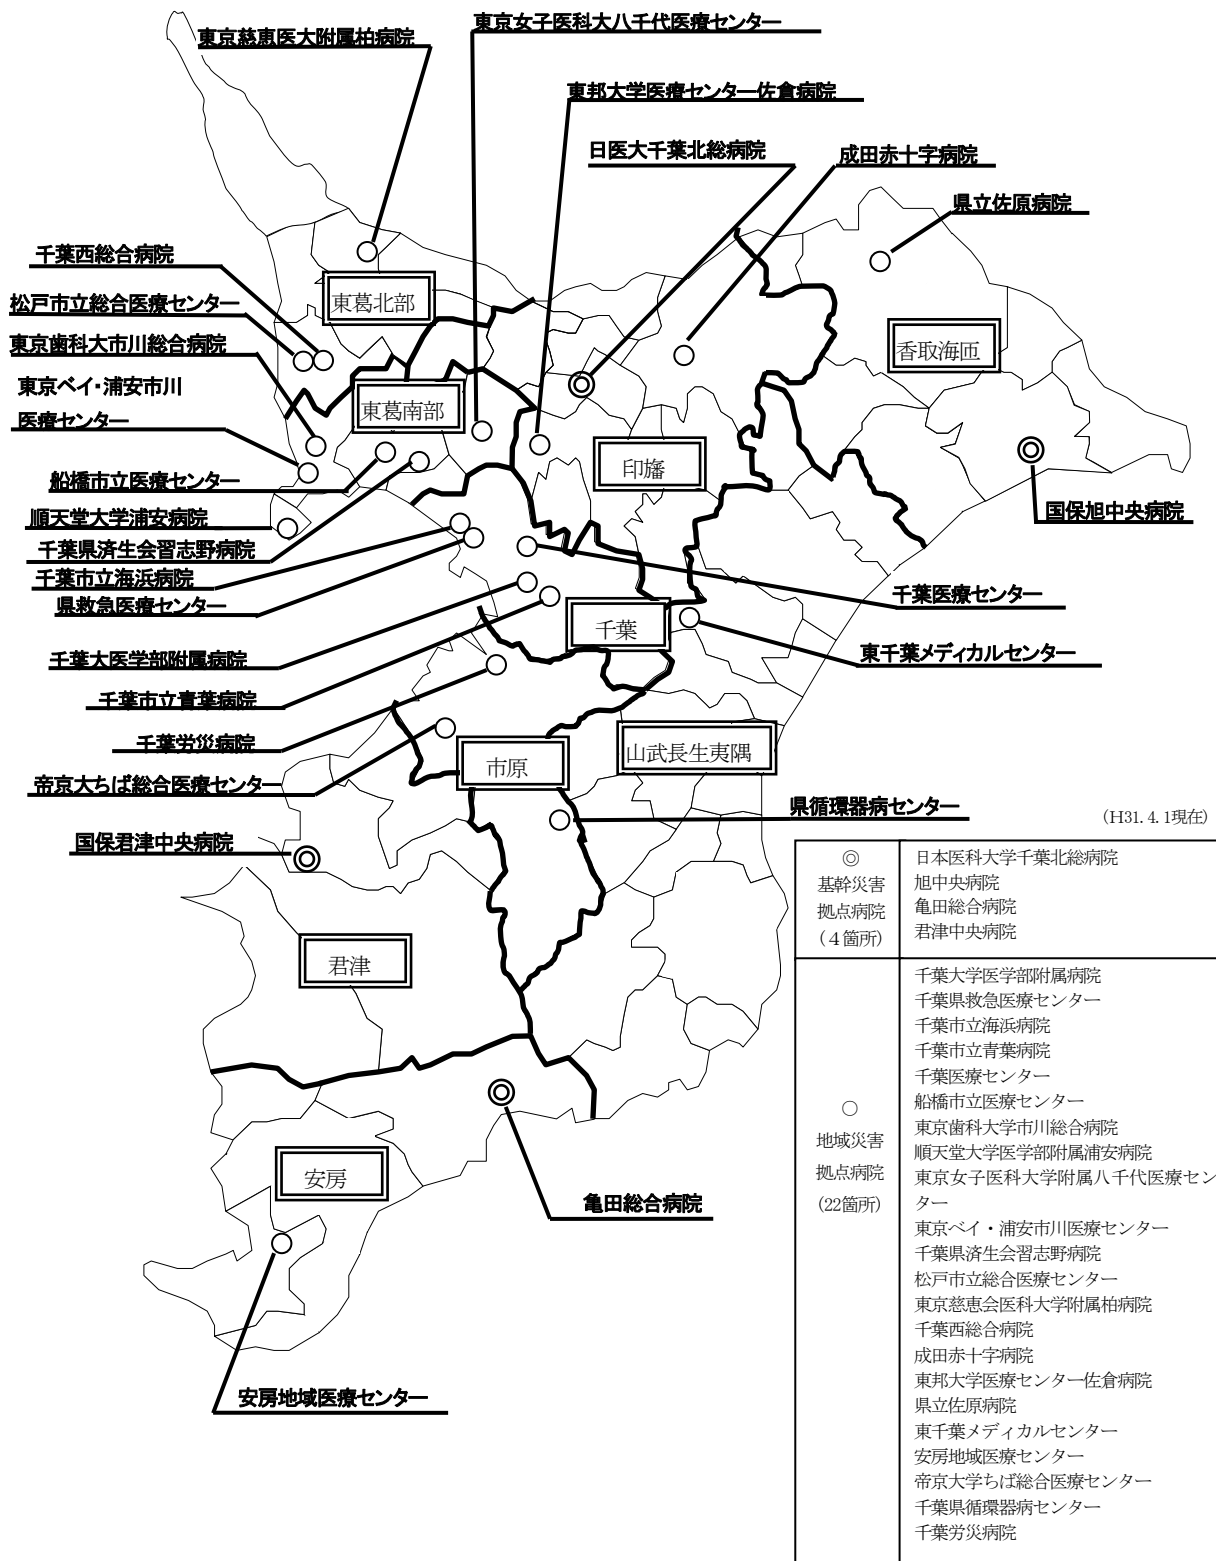 東京女子医科大八千代医療センター
東京慈恵医大附属柏病院
東邦大学医療センター佐倉病院
日医大千葉北総病院
成田赤十字病院
県立佐原病院
千葉西総合病院
東葛北部
松戸市立総合医療センター
東京歯科大市川総合病院
香取海匝
東京ベイ・浦安市川
医療センター
東葛南部
印旛
船橋市立医療センター
国保旭中央病院
順天堂大学浦安病院
千葉県済生会習志野病院
千葉市立海浜病院
県救急医療センター
千葉医療センター
千葉
千葉大医学部附属病院
東千葉メディカルセンター
千葉市立青葉病院
千葉労災病院
山武長生夷隅
市原
帝京大ちば総合医療センター
県循環器病センター
国保君津中央病院
君津
安房
亀田総合病院
安房地域医療センター
(H31.4.1現在)
◎
基幹災害
拠点病院
(4箇所)
日本医科大学千葉北総病院
旭中央病院
亀田総合病院
君津中央病院
○
地域災害
拠点病院
(22箇所)
千葉大学医学部附属病院
千葉県救急医療センター
千葉市立海浜病院
千葉市立青葉病院
千葉医療センター
船橋市立医療センター
東京歯科大学市川総合病院
順天堂大学医学部附属浦安病院
東京女子医科大学附属八千代医療セン
ター
東京ベイ・浦安市川医療センター
千葉県済生会習志野病院
松戸市立総合医療センター
東京慈恵会医科大学附属柏病院
千葉西総合病院
成田赤十字病院
東邦大学医療センター佐倉病院
県立佐原病院
東千葉メディカルセンター
安房地域医療センター
帝京大学ちば総合医療センター
千葉県循環器病センター
千葉労災病院